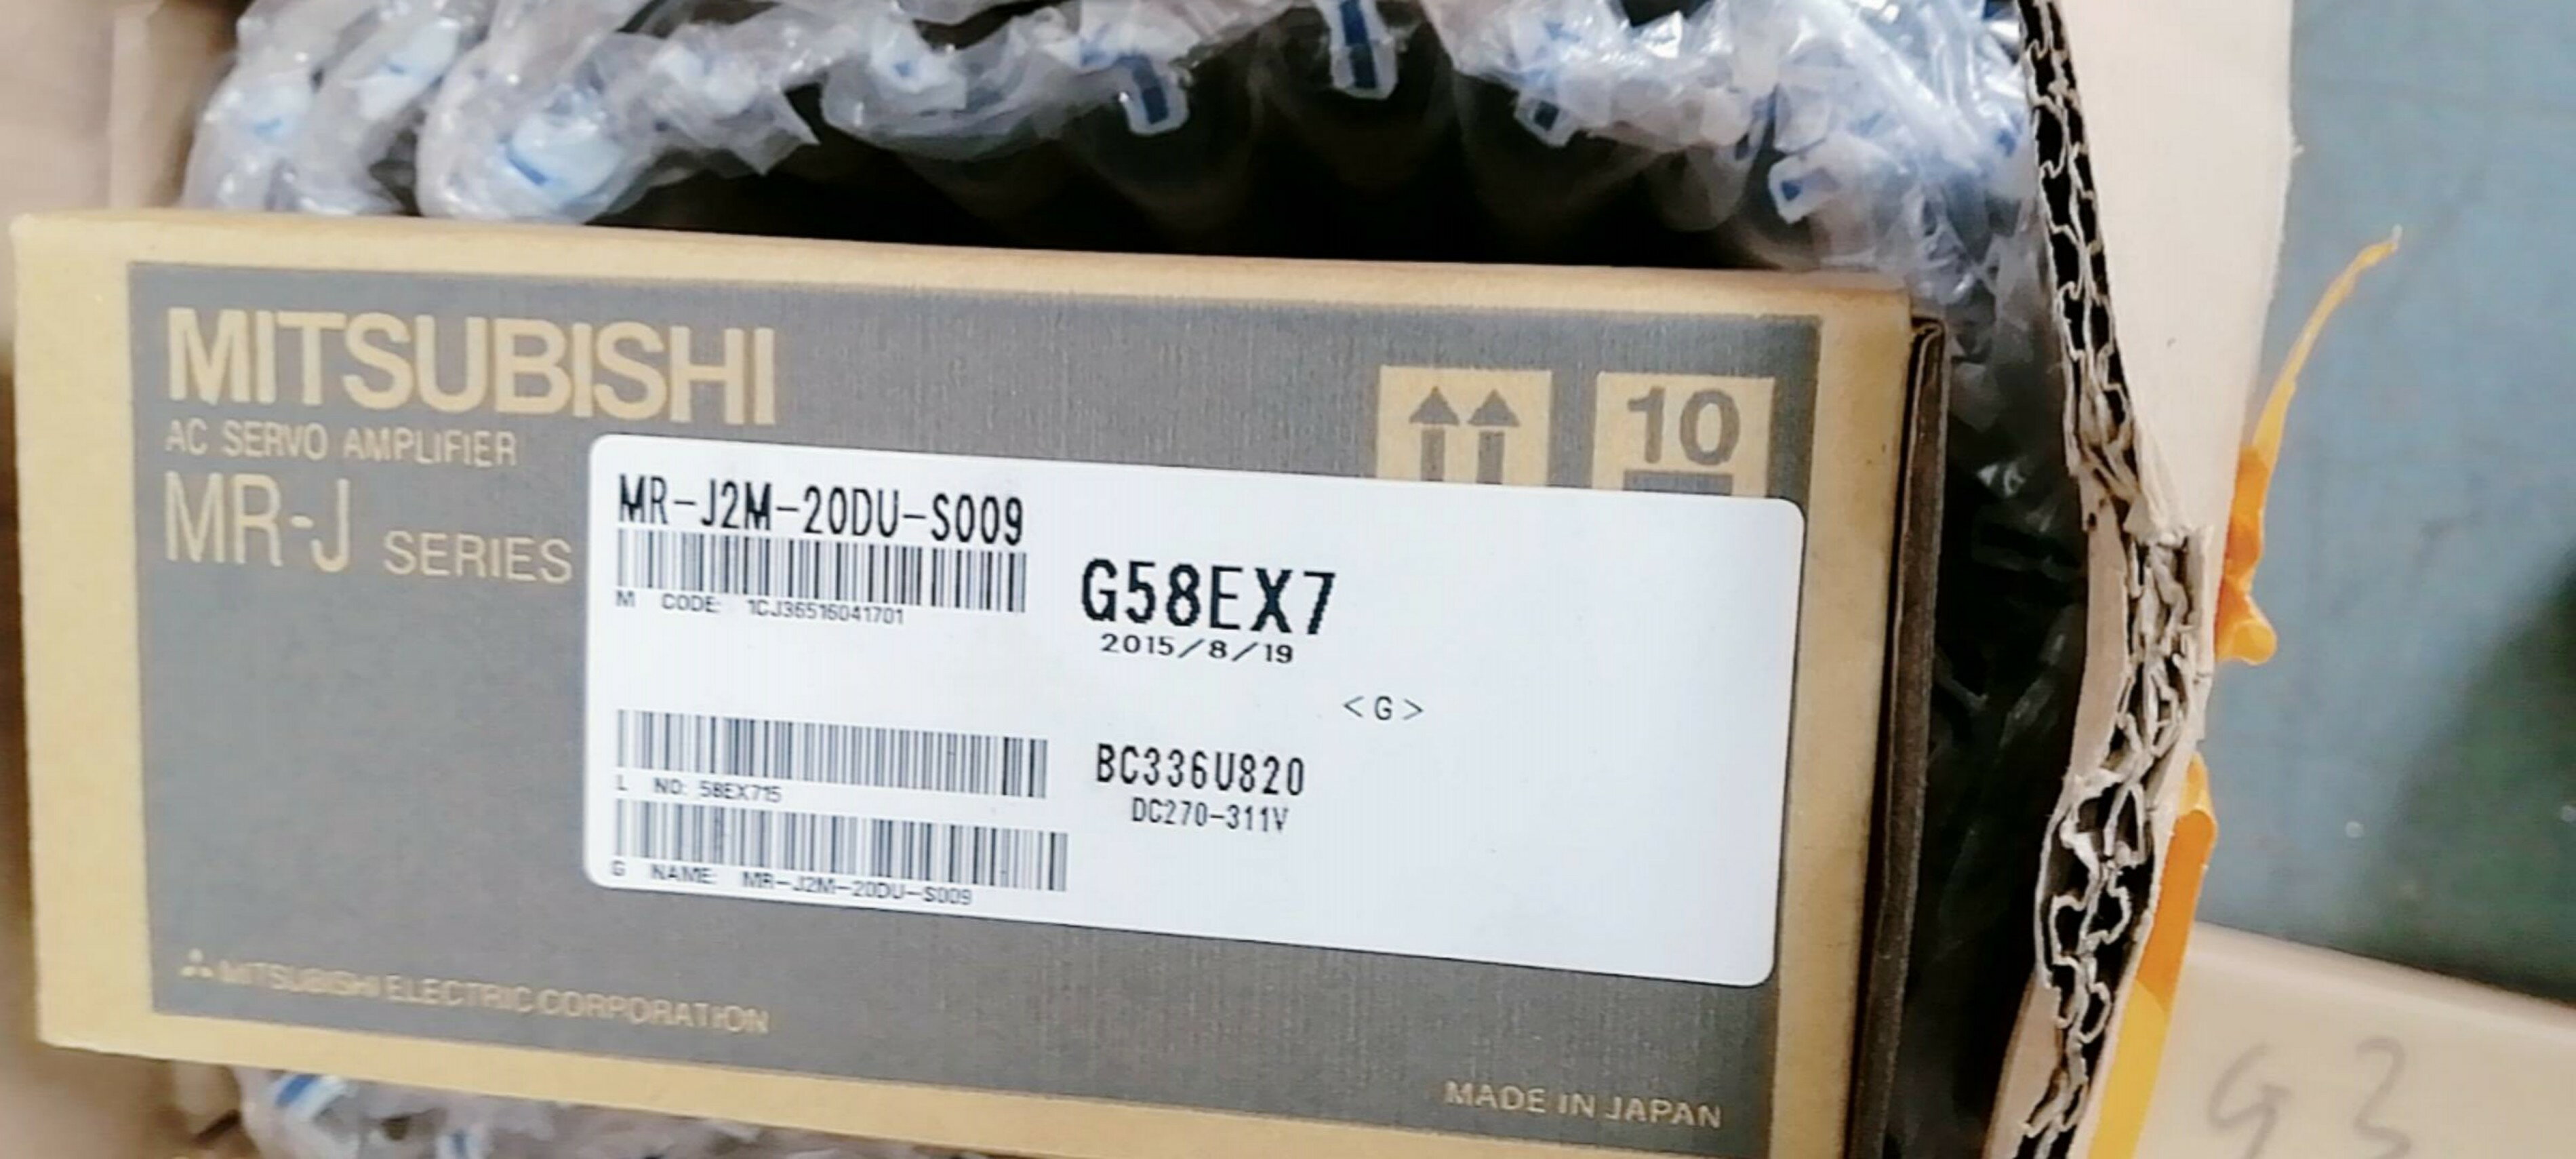 MITSUBISHI
AC SERVO AMPLIFIER
MR-J SERIES
10
MR-J2M-20DU-S009
M CODE: 1CJ36516041701
G58EX7
2015/8/19
<G>
L NO: 58EX715
BC336U820
DC270-311V
G NAME: MR-J2M-20DU-S009
MITSUBISHI ELECTRIC CORPORATION
MADE IN JAPAN
G 3